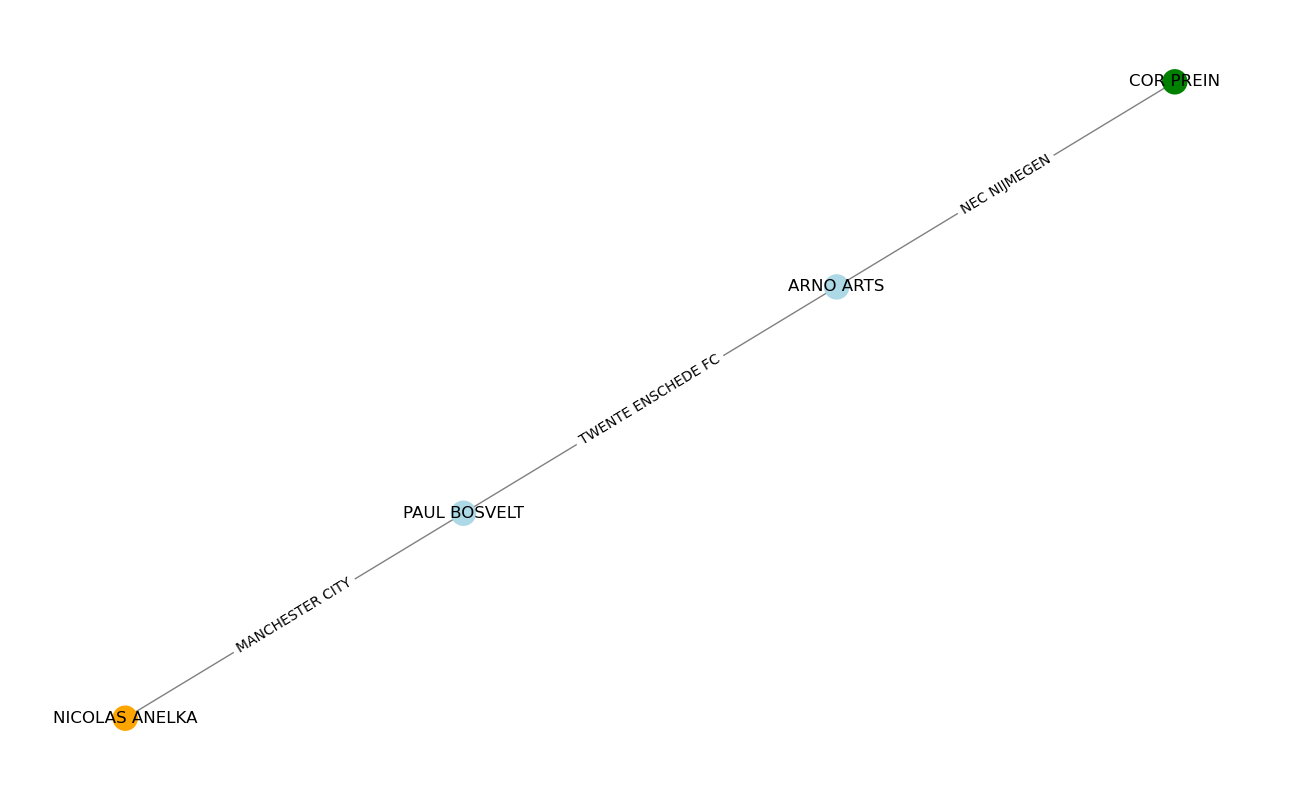 COR PREIN
NEC NIJMEGEN
ARNO ARTS
TWENTE ENSCHEDE FC
PAUL BOSVELT
MANCHESTER CITY
NICOLAS ANELKA